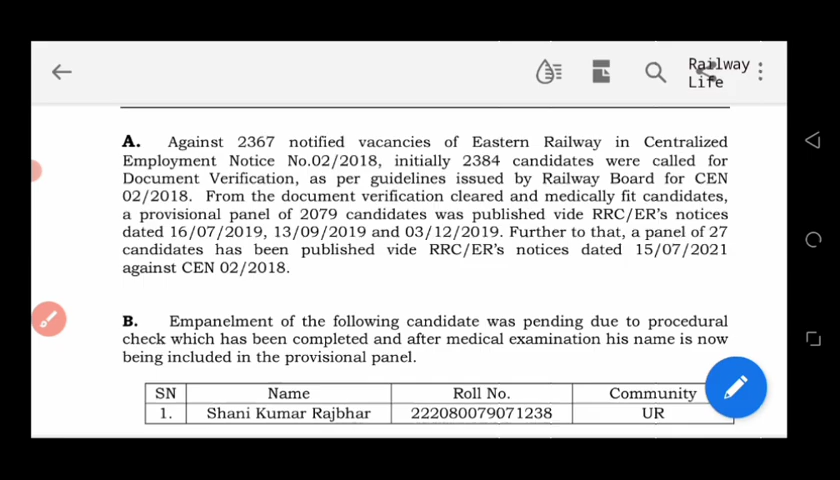 Railway
Life
A. Against 2367 notified vacancies of Eastern Railway in Centralized
Employment Notice No.02/2018, initially 2384 candidates were called for
Document Verification, as per guidelines issued by Railway Board for CEN
02/2018. From the document verification cleared and medically fit candidates,
a provisional panel of 2079 candidates was published vide RRC/ER's notices
dated 16/07/2019, 13/09/2019 and 03/12/2019. Further to that, a panel of 27
candidates has been published vide RRC/ER's notices dated 15/07/2021
against CEN 02/2018.
B. Empanelment of the following candidate was pending due to procedural
check which has been completed and after medical examination his name is now
being included in the provisional panel.
SN Name Roll No. Community
1. Shani Kumar Rajbhar 222080079071238 UR